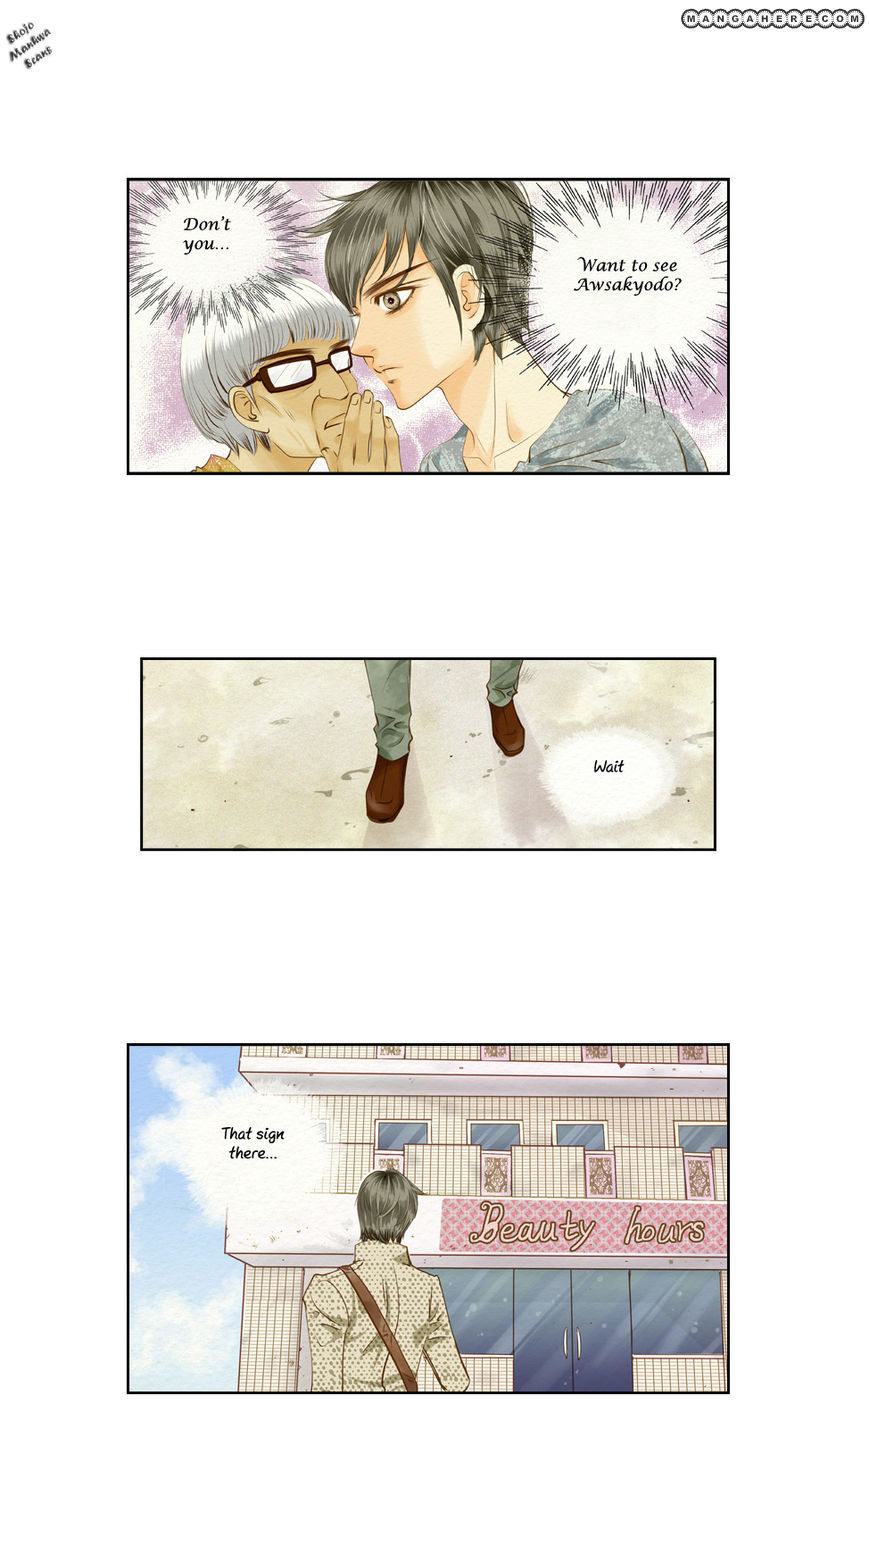 Shojo
Manhwa
Scans
MANGAHERE.COM
Don't
you...
Want to see
Awsakyodo?
Wait
That sign
there...
Beauty hours